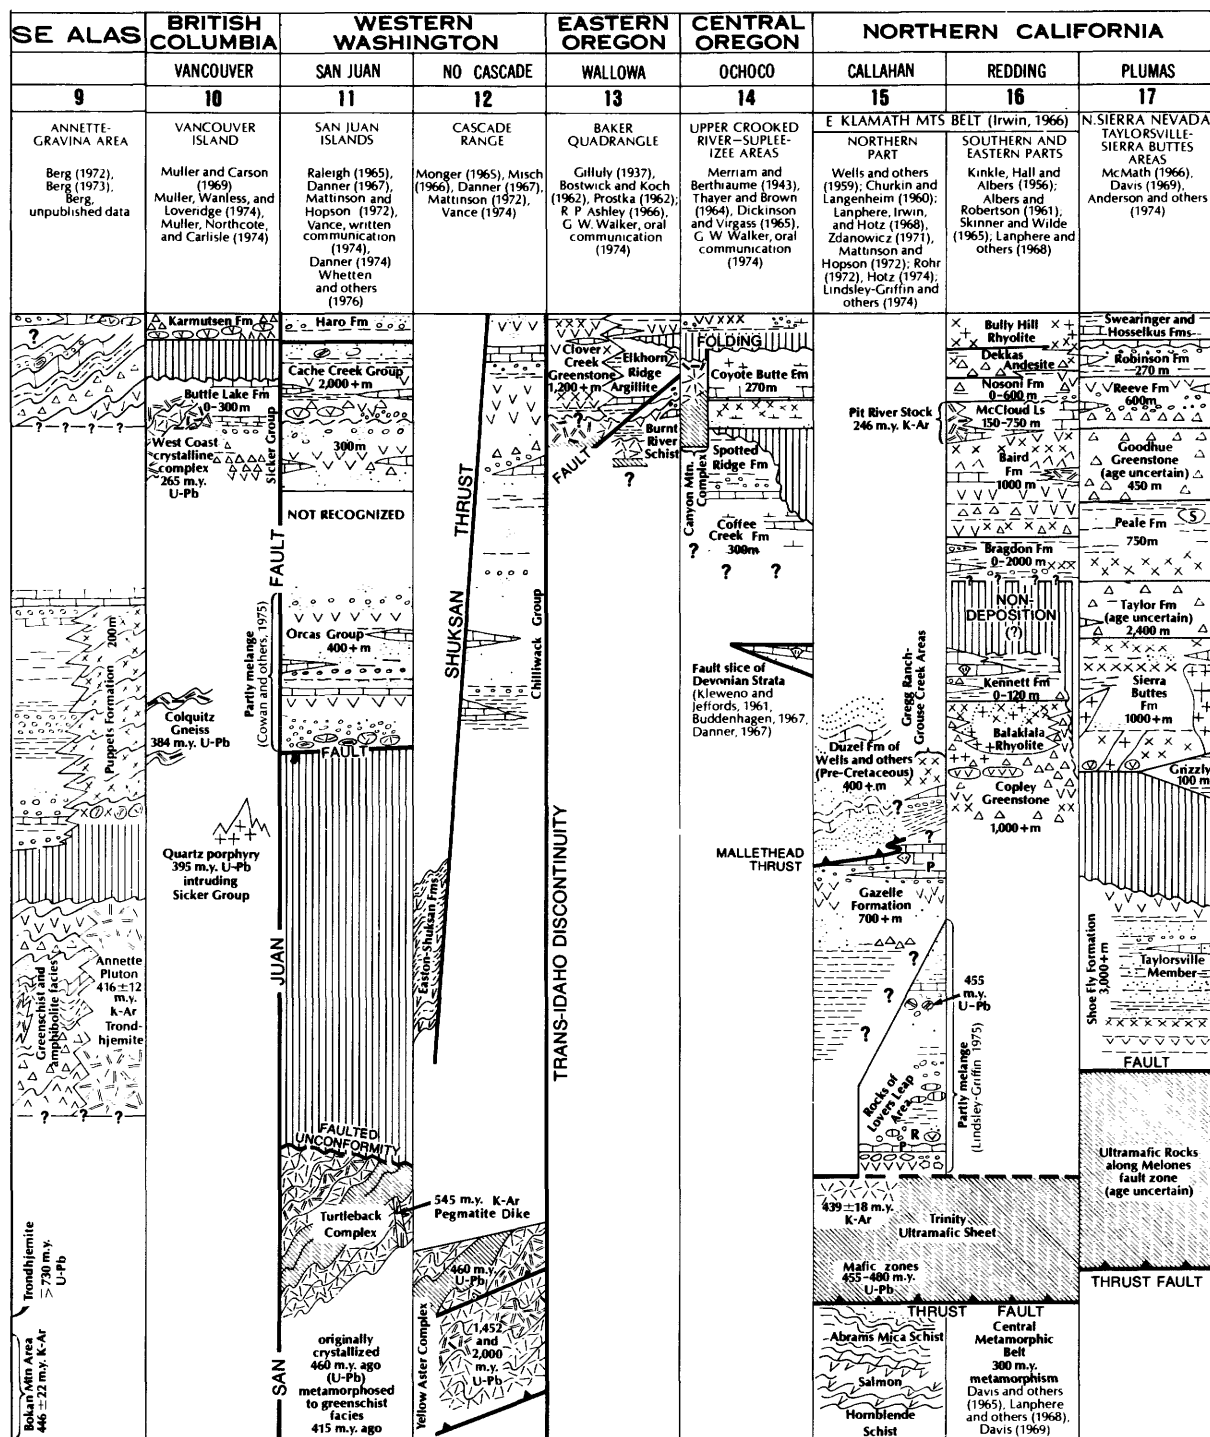 SE ALAS
BRITISH
COLUMBIA
WESTERN
WASHINGTON
EASTERN
OREGON
CENTRAL
OREGON
NORTHERN CALIFORNIA
VANCOUVER
SAN JUAN
NO CASCADE
WALLOWA
OCHOCO
CALLAHAN
REDDING
PLUMAS
9
10
11
12
13
14
15
16
17
ANNETTE-
GRAVINA AREA
Berg (1972),
Berg (1973),
Berg,
unpublished data
VANCOUVER
ISLAND
Muller and Carson
(1969)
Muller, Wanless, and
Loveridge (1974),
Muller, Northcote,
and Carlisle (1974)
SAN JUAN
ISLANDS
Raleigh (1965),
Danner (1967),
Mattinson and
Hopson (1972),
Vance, written
communication
(1974),
Danner (1974)
Whetten
and others
(1976)
CASCADE
RANGE
Monger (1965), Misch
(1966), Danner (1967),
Mattinson (1972),
Vance (1974)
BAKER
QUADRANGLE
Gilluly (1937),
Bostwick and Koch
(1962), Prostka (1962);
R P Ashley (1966),
G W. Walker, oral
communication
(1974)
UPPER CROOKED
RIVER-SUPLEE-
IZEE AREAS
Merriam and
Berthiaume (1943),
Thayer and Brown
(1964), Dickinson
and Virgass (1965),
G W. Walker, oral
communication
(1974)
E KLAMATH MTS BELT (Irwin, 1966)
NORTHERN
PART
Wells and others
(1959); Churkin and
Langenheim (1960);
Lanphere, Irwin,
and Hotz (1968),
Zdanowicz (1971),
Mattinson and
Hopson (1972); Rohr
(1972), Hotz (1974);
Lindsley-Griffin and
others (1974)
SOUTHERN AND
EASTERN PARTS
Kinkle, Hall and
Albers (1956);
Albers and
Robertson (1961);
Skinner and Wilde
(1965); Lanphere and
others (1968)
N.SIERRA NEVADA
TAYLORSVILLE-
SIERRA BUTTES
AREAS
McMath (1966),
Davis (1969),
Anderson and others
(1974)
?
? ? ? ?
200m
Puppets Formation
Greenschist and
amphibolite facies
Annette
Pluton
416±12
m.y.
K-Ar
Trond-
hjemite
? ? ? ?
Trondhjemite
> 730 m.y.
U-Pb
Bokan Mtn Area
446±22 m.y. K-Ar
Karmutsen Fm
Buttle Lake Fm
0-300m
West Coast
crystalline
complex
265 m.y.
U-Pb
Sicker Group
Colquitz
Gneiss
384 m.y. U-Pb
Quartz porphyry
395 m.y. U-Pb
intruding
Sicker Group
SAN JUAN FAULT
Partly melange
(Cowan and others, 1975)
Haro Fm
Cache Creek Group
2,000+m
300m
NOT RECOGNIZED
Orcas Group
400+m
FAULT
FAULTED
UNCONFORMITY
Turtleback
Complex
545 m.y. K-Ar
Pegmatite Dike
originally
crystallized
460 m.y. ago
(U-Pb)
metamorphosed
to greenschist
facies
415 m.y. ago
SHUKSAN THRUST
Chilliwack Group
Easton-Shuksan Fms
460 m.y.
U-Pb
1,452
and
2,000
m.y.
U-Pb
Yellow Aster Complex
Clover
Creek
Greenstone
1,200+m
Elkhorn
Ridge
Argillite
?
Burnt
River
Schist
FAULT
?
?
TRANS-IDAHO DISCONTINUITY
FOLDING
Coyote Butte Fm
270m
Spotted
Ridge Fm
Canyon Mtn.
Complex
?
Coffee
Creek Fm
300m
? ? ?
Fault slice of
Devonian Strata
(Kleweno and
Jeffords, 1961,
Buddenhagen, 1967,
Danner, 1967)
MALLETHEAD
THRUST
Pit River Stock
246 m.y. K-Ar
Gregg Ranch-
Grouse Creek Areas
Duzel Fm of
Wells and others
(Pre-Cretaceous)
400+m
?
?
P
Gazelle
Formation
700+m
?
?
?
455
m.y.
U-Pb
Rocks of
Lovers Leap
Area
R
P
Partly melange
(Lindsley-Griffin 1975)
439±18 m.y.
K-Ar
Trinity
Ultramafic Sheet
Mafic zones
455-480 m.y.
U-Pb
THRUST FAULT
Abrams Mica Schist
Salmon
Hornblende
Schist
Central
Metamorphic
Belt
300 m.y.
metamorphism
Davis and others
(1965), Lanphere
and others (1968),
Davis (1969)
Bully Hill
Rhyolite
Dekkas
Andesite
Nosoni Fm
0-600m
McCloud Ls
150-750 m
Baird
Fm
1000 m
Bragdon Fm
0-2000 m
? ? ? ?
NON-
DEPOSITION
(?)
Kennett Fm
0-120m
Balaklala
Rhyolite
Copley
Greenstone
1,000+m
Swearinger and
Hosselkus Fms
Robinson Fm
270 m
Reeve Fm
600m
Goodhue
Greenstone
(age uncertain)
450 m
S
Peale Fm
750m
Taylor Fm
(age uncertain)
2,400 m
Sierra
Buttes
Fm
1000+m
Grizzly
100 m
Shoe Fly Formation
3,000+m
Taylorsville
Member
FAULT
Ultramafic Rocks
along Melones
fault zone
(age uncertain)
THRUST FAULT